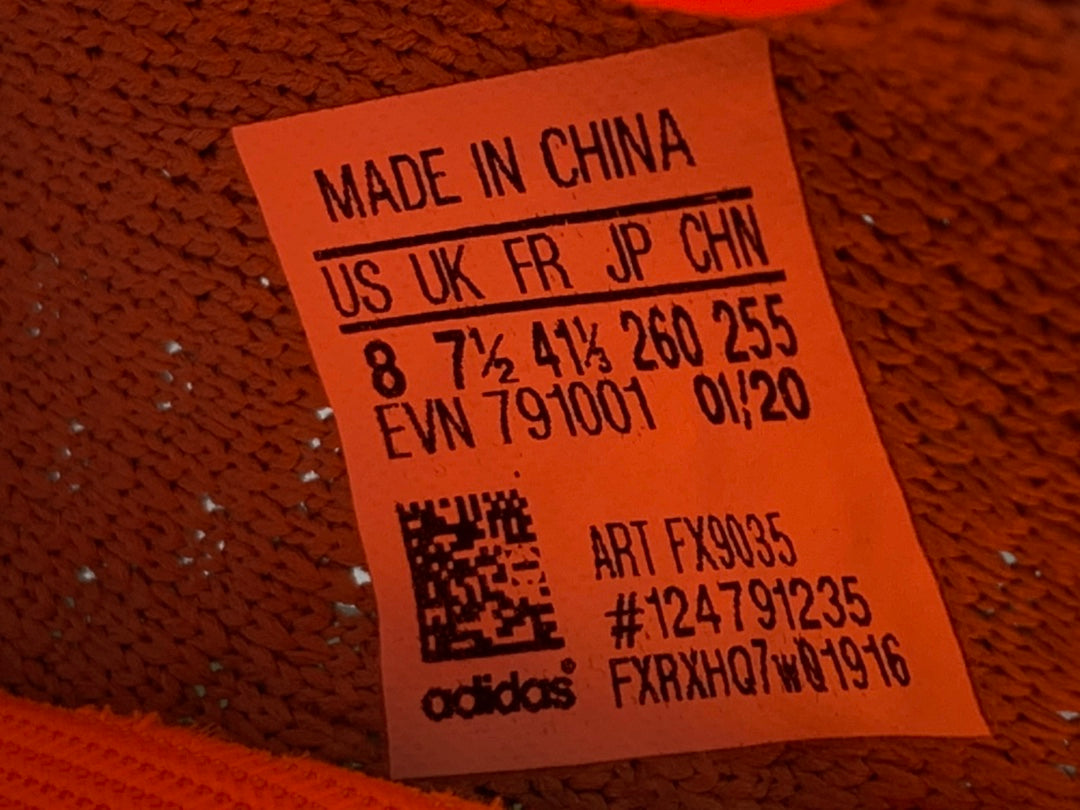 MADE IN CHINA
US UK FR JP CHN
8 7½ 41⅓ 260 255
EVN 791001 01/20
ART FX9035
#124791235
FXRXHQ7WQ1916
adidas®